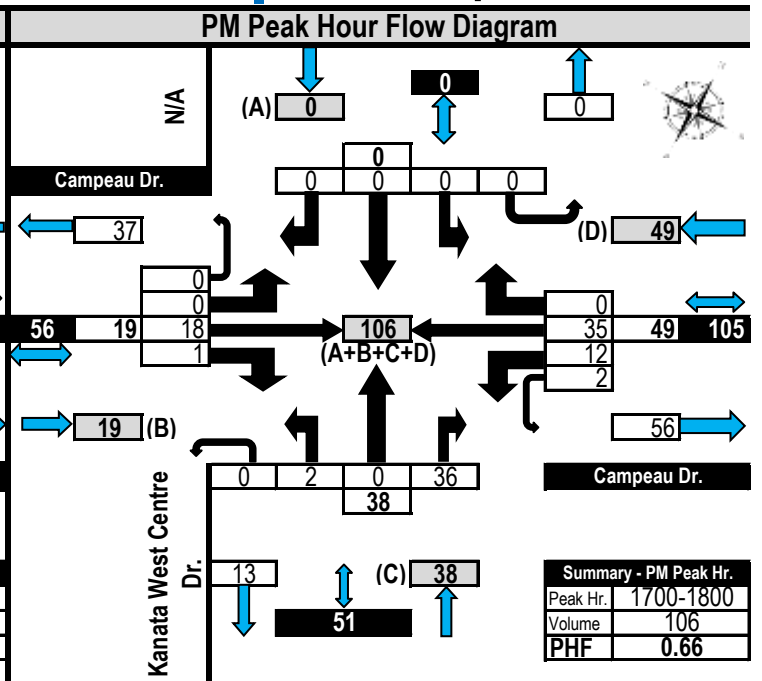 PM Peak Hour Flow Diagram
N/A
(A) 0
0
0
0
0 0 0 0
Campeau Dr.
37
(D) 49
0
0
56 19 18
1
106
(A+B+C+D)
0
35 49 105
12
2
19 (B)
56
0 2 0 36
38
Campeau Dr.
Kanata West Centre
Dr.
13
(C) 38
51
Summary - PM Peak Hr.
Peak Hr. 1700-1800
Volume 106
PHF 0.66